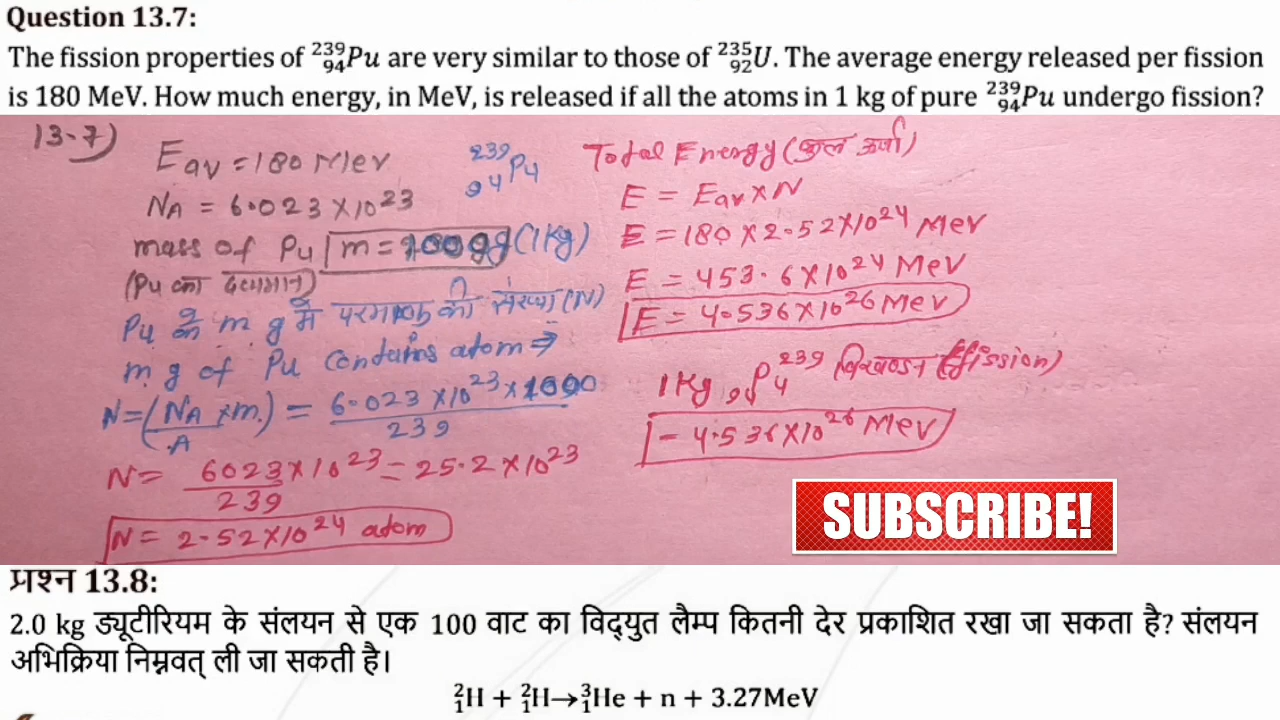 Question 13.7:
The fission properties of ²³⁹₉₄Pu are very similar to those of ²³⁵₉₂U. The average energy released per fission
is 180 MeV. How much energy, in MeV, is released if all the atoms in 1 kg of pure ²³⁹₉₄Pu undergo fission?
13-7)
Eav = 180 MeV
²³⁹₉₄Pu
NA = 6.023 × 10²³
mass of Pu m = 1000g (1Kg)
(Pu का द्रव्यमान)
Pu के m g में परमाणु की संख्या (N)
m g of Pu contains atom ⇒
N = (NA × m.)/A = 6.023 × 10²³ × 1000/239
N = 6023 × 10²³/239 = 25.2 × 10²³
N = 2.52 × 10²⁴ atom
Total Energy (कुल ऊर्जा)
E = Eav × N
E = 180 × 2.52 × 10²⁴ MeV
E = 453.6 × 10²⁴ MeV
E = 4.536 × 10²⁶ MeV
1Kg ₉₄Pu²³⁹ विखण्डन (fission)
– 4.536 × 10²⁶ MeV
SUBSCRIBE!
प्रश्न 13.8:
2.0 kg ड्यूटीरियम के संलयन से एक 100 वाट का विद्युत लैम्प कितनी देर प्रकाशित रखा जा सकता है? संलयन
अभिक्रिया निम्नवत् ली जा सकती है।
²₁H + ²₁H→³₁He + n + 3.27MeV